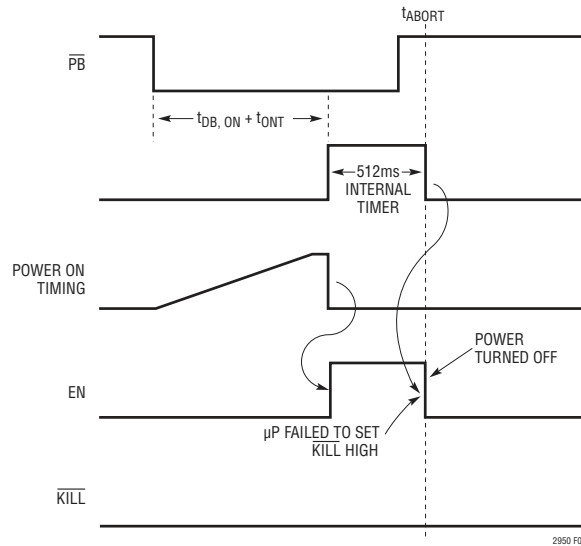 tABORT
PB
tDB, ON + tONT
512ms
INTERNAL
TIMER
POWER ON
TIMING
POWER
TURNED OFF
EN
µP FAILED TO SET
KILL HIGH
KILL
2950 F0